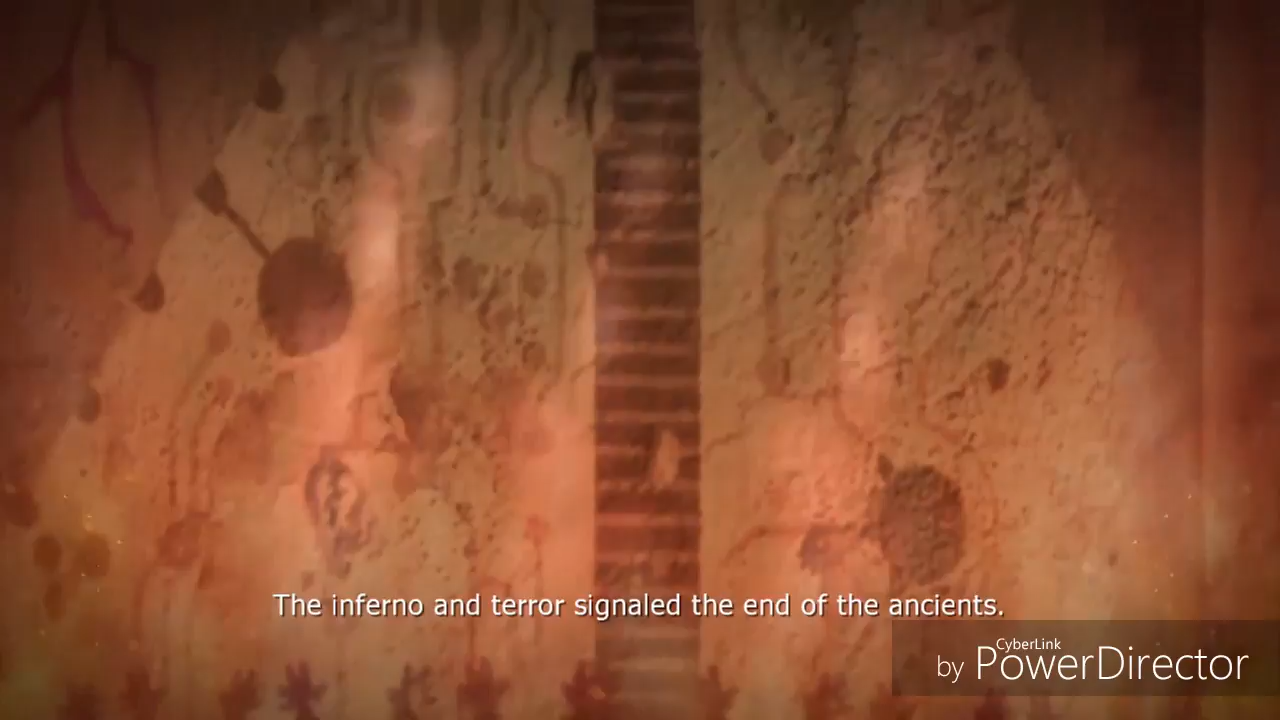 The inferno and terror signaled the end of the ancients.
CyberLink
by PowerDirector